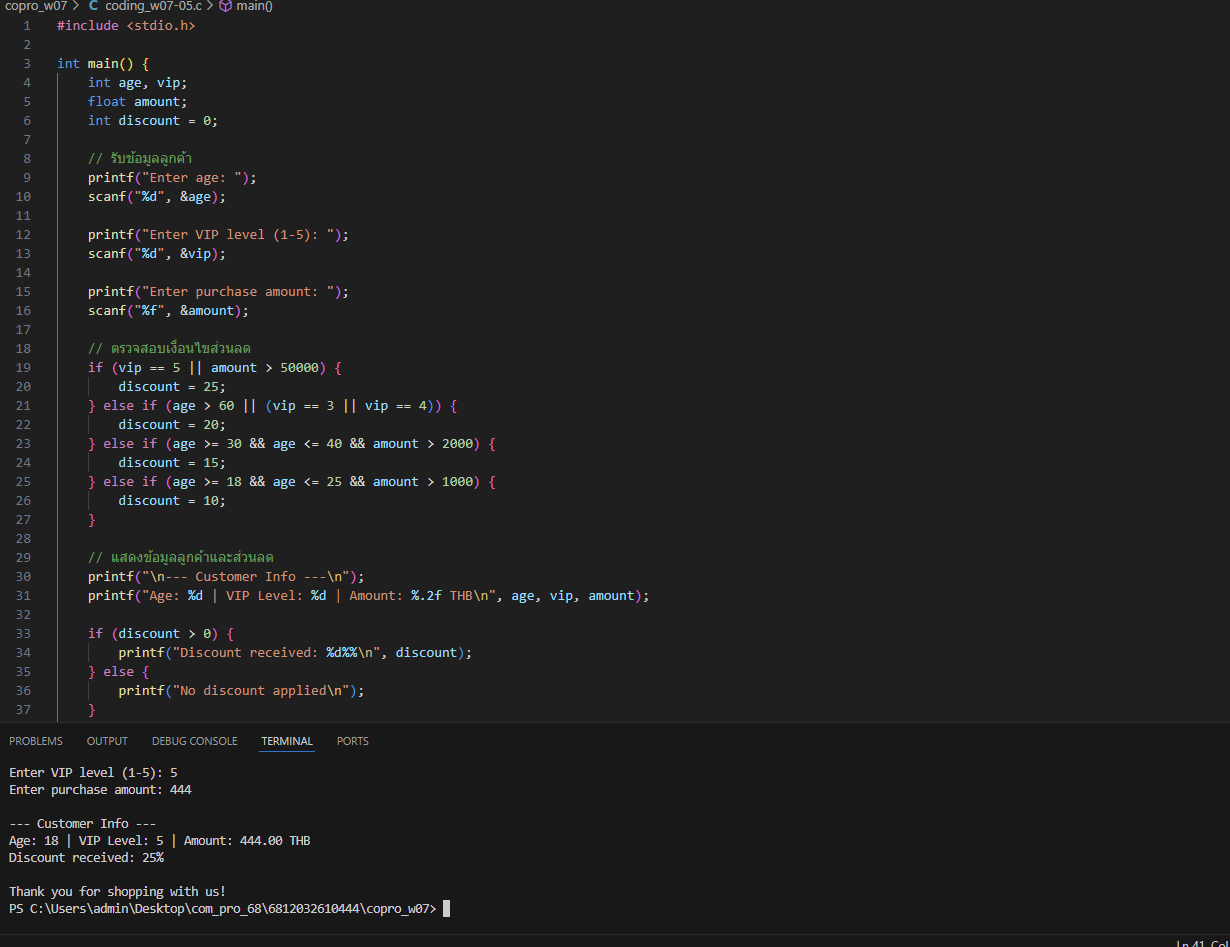 copro_w07 > C coding_w07-05.c > main()
1 #include <stdio.h>
2
3 int main() {
4     int age, vip;
5     float amount;
6     int discount = 0;
7
8     // รับข้อมูลลูกค้า
9     printf("Enter age: ");
10     scanf("%d", &age);
11
12     printf("Enter VIP level (1-5): ");
13     scanf("%d", &vip);
14
15     printf("Enter purchase amount: ");
16     scanf("%f", &amount);
17
18     // ตรวจสอบเงื่อนไขส่วนลด
19     if (vip == 5 || amount > 50000) {
20         discount = 25;
21     } else if (age > 60 || (vip == 3 || vip == 4)) {
22         discount = 20;
23     } else if (age >= 30 && age <= 40 && amount > 2000) {
24         discount = 15;
25     } else if (age >= 18 && age <= 25 && amount > 1000) {
26         discount = 10;
27     }
28
29     // แสดงข้อมูลลูกค้าและส่วนลด
30     printf("\n--- Customer Info ---\n");
31     printf("Age: %d | VIP Level: %d | Amount: %.2f THB\n", age, vip, amount);
32
33     if (discount > 0) {
34         printf("Discount received: %d%%\n", discount);
35     } else {
36         printf("No discount applied\n");
37     }
PROBLEMS OUTPUT DEBUG CONSOLE TERMINAL PORTS
Enter VIP level (1-5): 5
Enter purchase amount: 444
--- Customer Info ---
Age: 18 | VIP Level: 5 | Amount: 444.00 THB
Discount received: 25%
Thank you for shopping with us!
PS C:\Users\admin\Desktop\com_pro_68\6812032610444\copro_w07>
Ln 41, Col